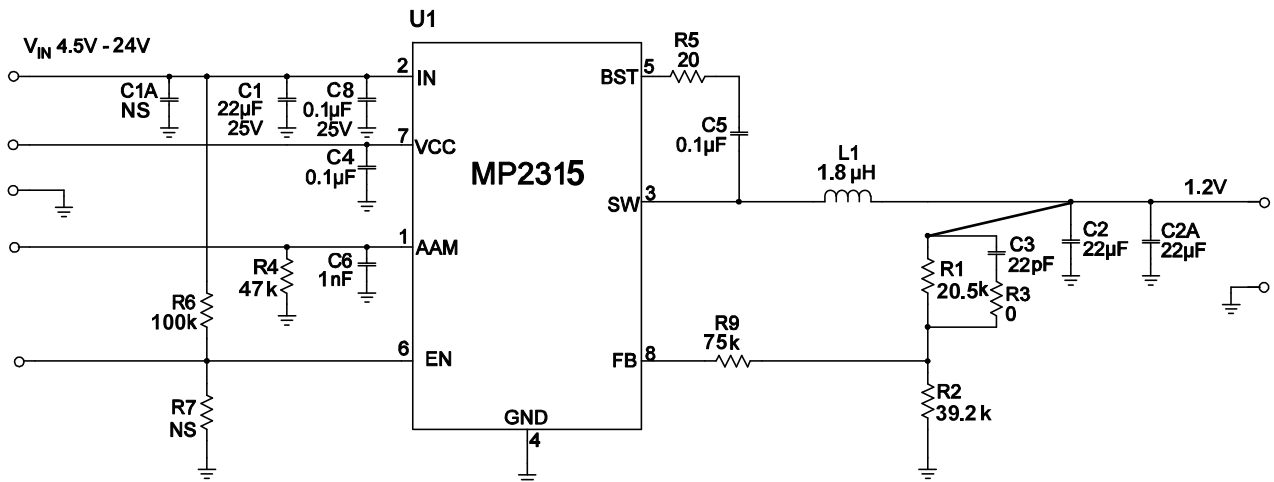 U1
V_IN 4.5V - 24V
C1A
NS
C1
22µF
25V
C8
0.1µF
25V
2
IN
BST
5
R5
20
7
VCC
C4
0.1µF
MP2315
C5
0.1µF
L1
1.8 µH
SW
3
1.2V
1
AAM
R4
47k
C6
1nF
C3
22pF
C2
22µF
C2A
22µF
R1
20.5k
R3
0
R6
100k
R9
75k
6
EN
FB
8
R2
39.2k
R7
NS
GND
4